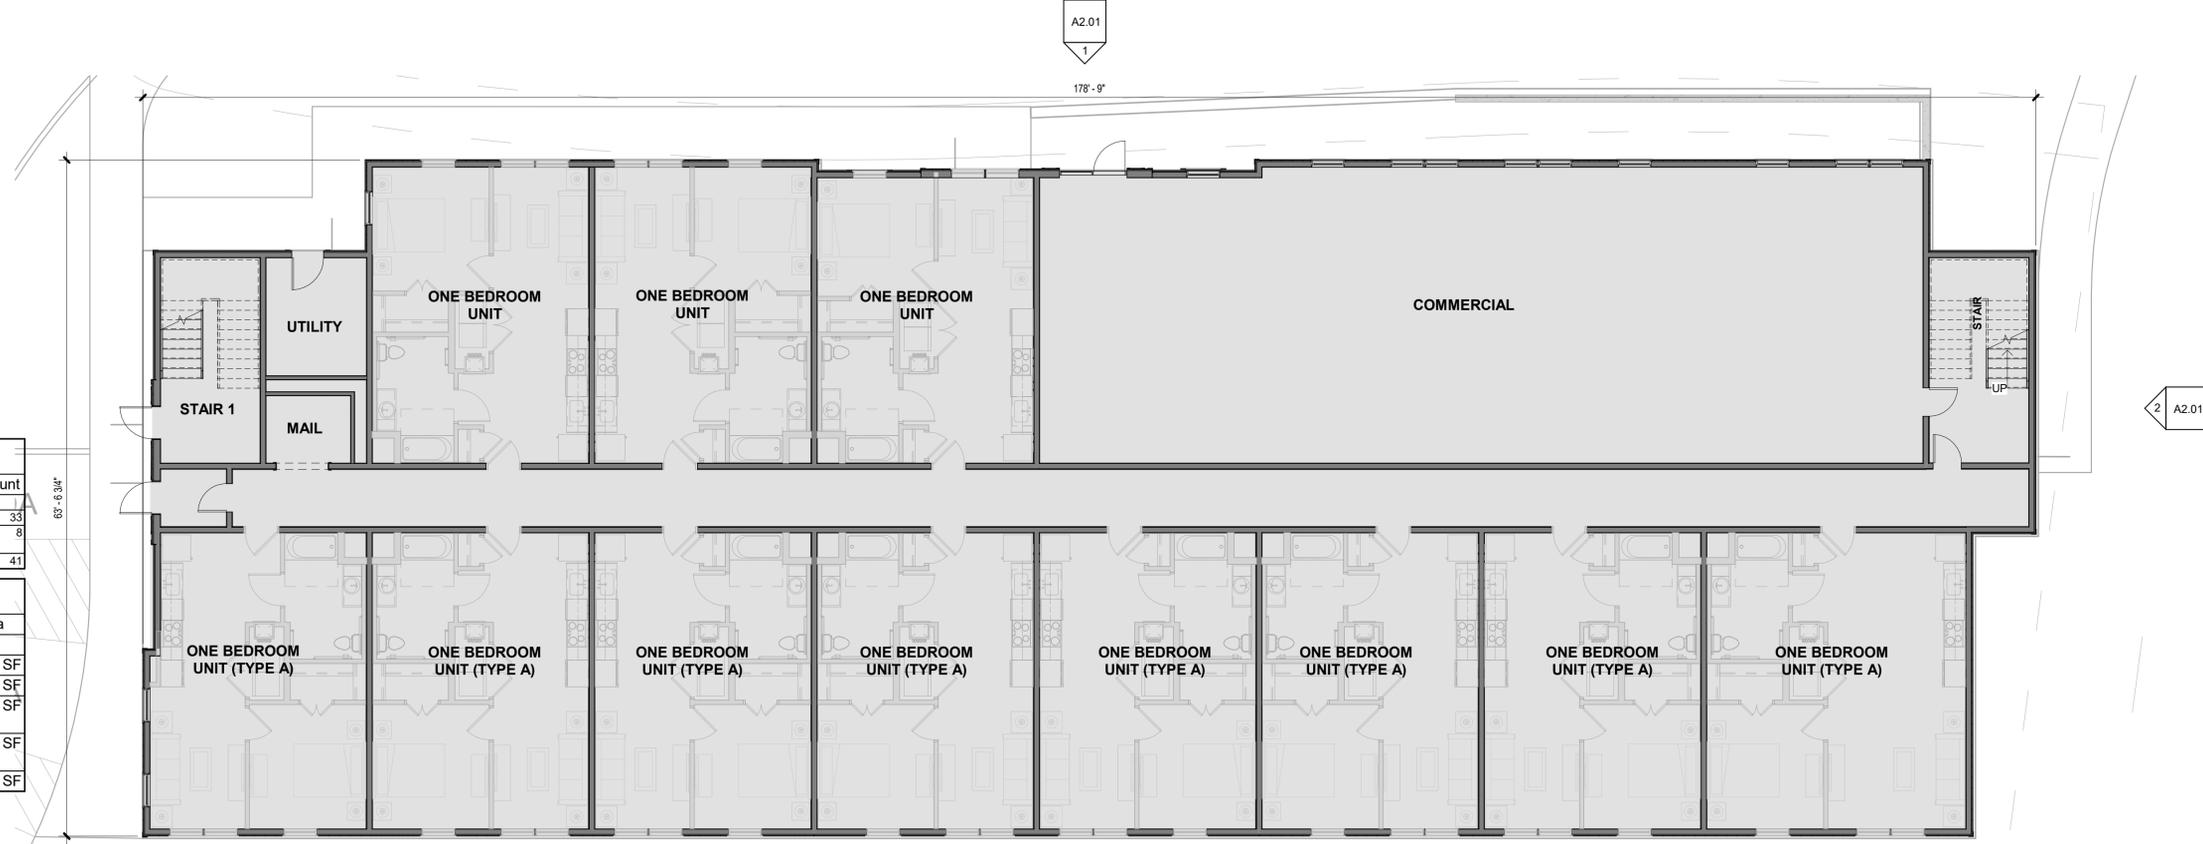 A2.01
1
178' - 9"
ONE BEDROOM
UNIT
ONE BEDROOM
UNIT
ONE BEDROOM
UNIT
COMMERCIAL
STAIR
UP
UTILITY
STAIR 1
MAIL
2
A2.01
63' - 6 3/4"
unt
A
33
8
41
a
SF
SF
SF
SF
SF
ONE BEDROOM
UNIT (TYPE A)
ONE BEDROOM
UNIT (TYPE A)
ONE BEDROOM
UNIT (TYPE A)
ONE BEDROOM
UNIT (TYPE A)
ONE BEDROOM
UNIT (TYPE A)
ONE BEDROOM
UNIT (TYPE A)
ONE BEDROOM
UNIT (TYPE A)
ONE BEDROOM
UNIT (TYPE A)